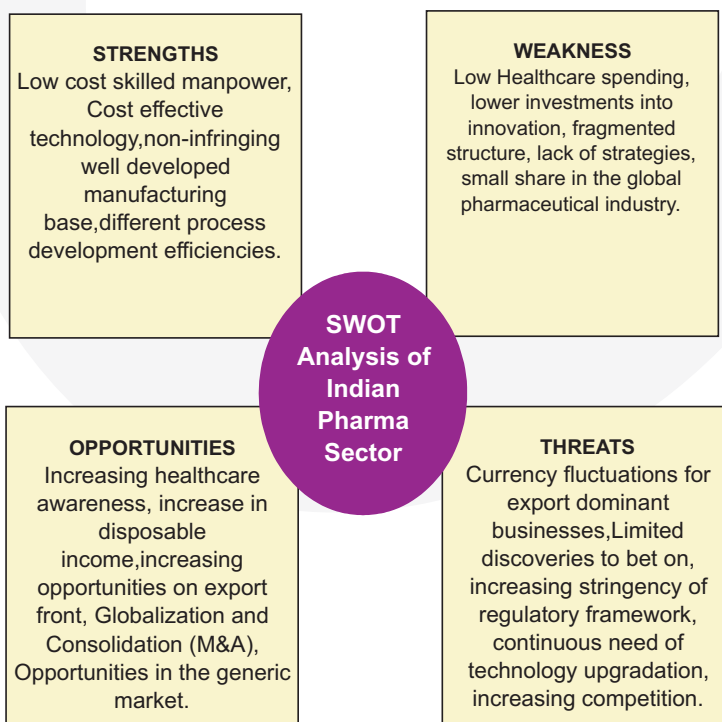 STRENGTHS
Low cost skilled manpower,
Cost effective
technology,non-infringing
well developed
manufacturing
base,different process
development efficiencies.
WEAKNESS
Low Healthcare spending,
lower investments into
innovation, fragmented
structure, lack of strategies,
small share in the global
pharmaceutical industry.
SWOT
Analysis of
Indian
Pharma
Sector
OPPORTUNITIES
Increasing healthcare
awareness, increase in
disposable
income,increasing
opportunities on export
front, Globalization and
Consolidation (M&A),
Opportunities in the generic
market.
THREATS
Currency fluctuations for
export dominant
businesses,Limited
discoveries to bet on,
increasing stringency of
regulatory framework,
continuous need of
technology upgradation,
increasing competition.